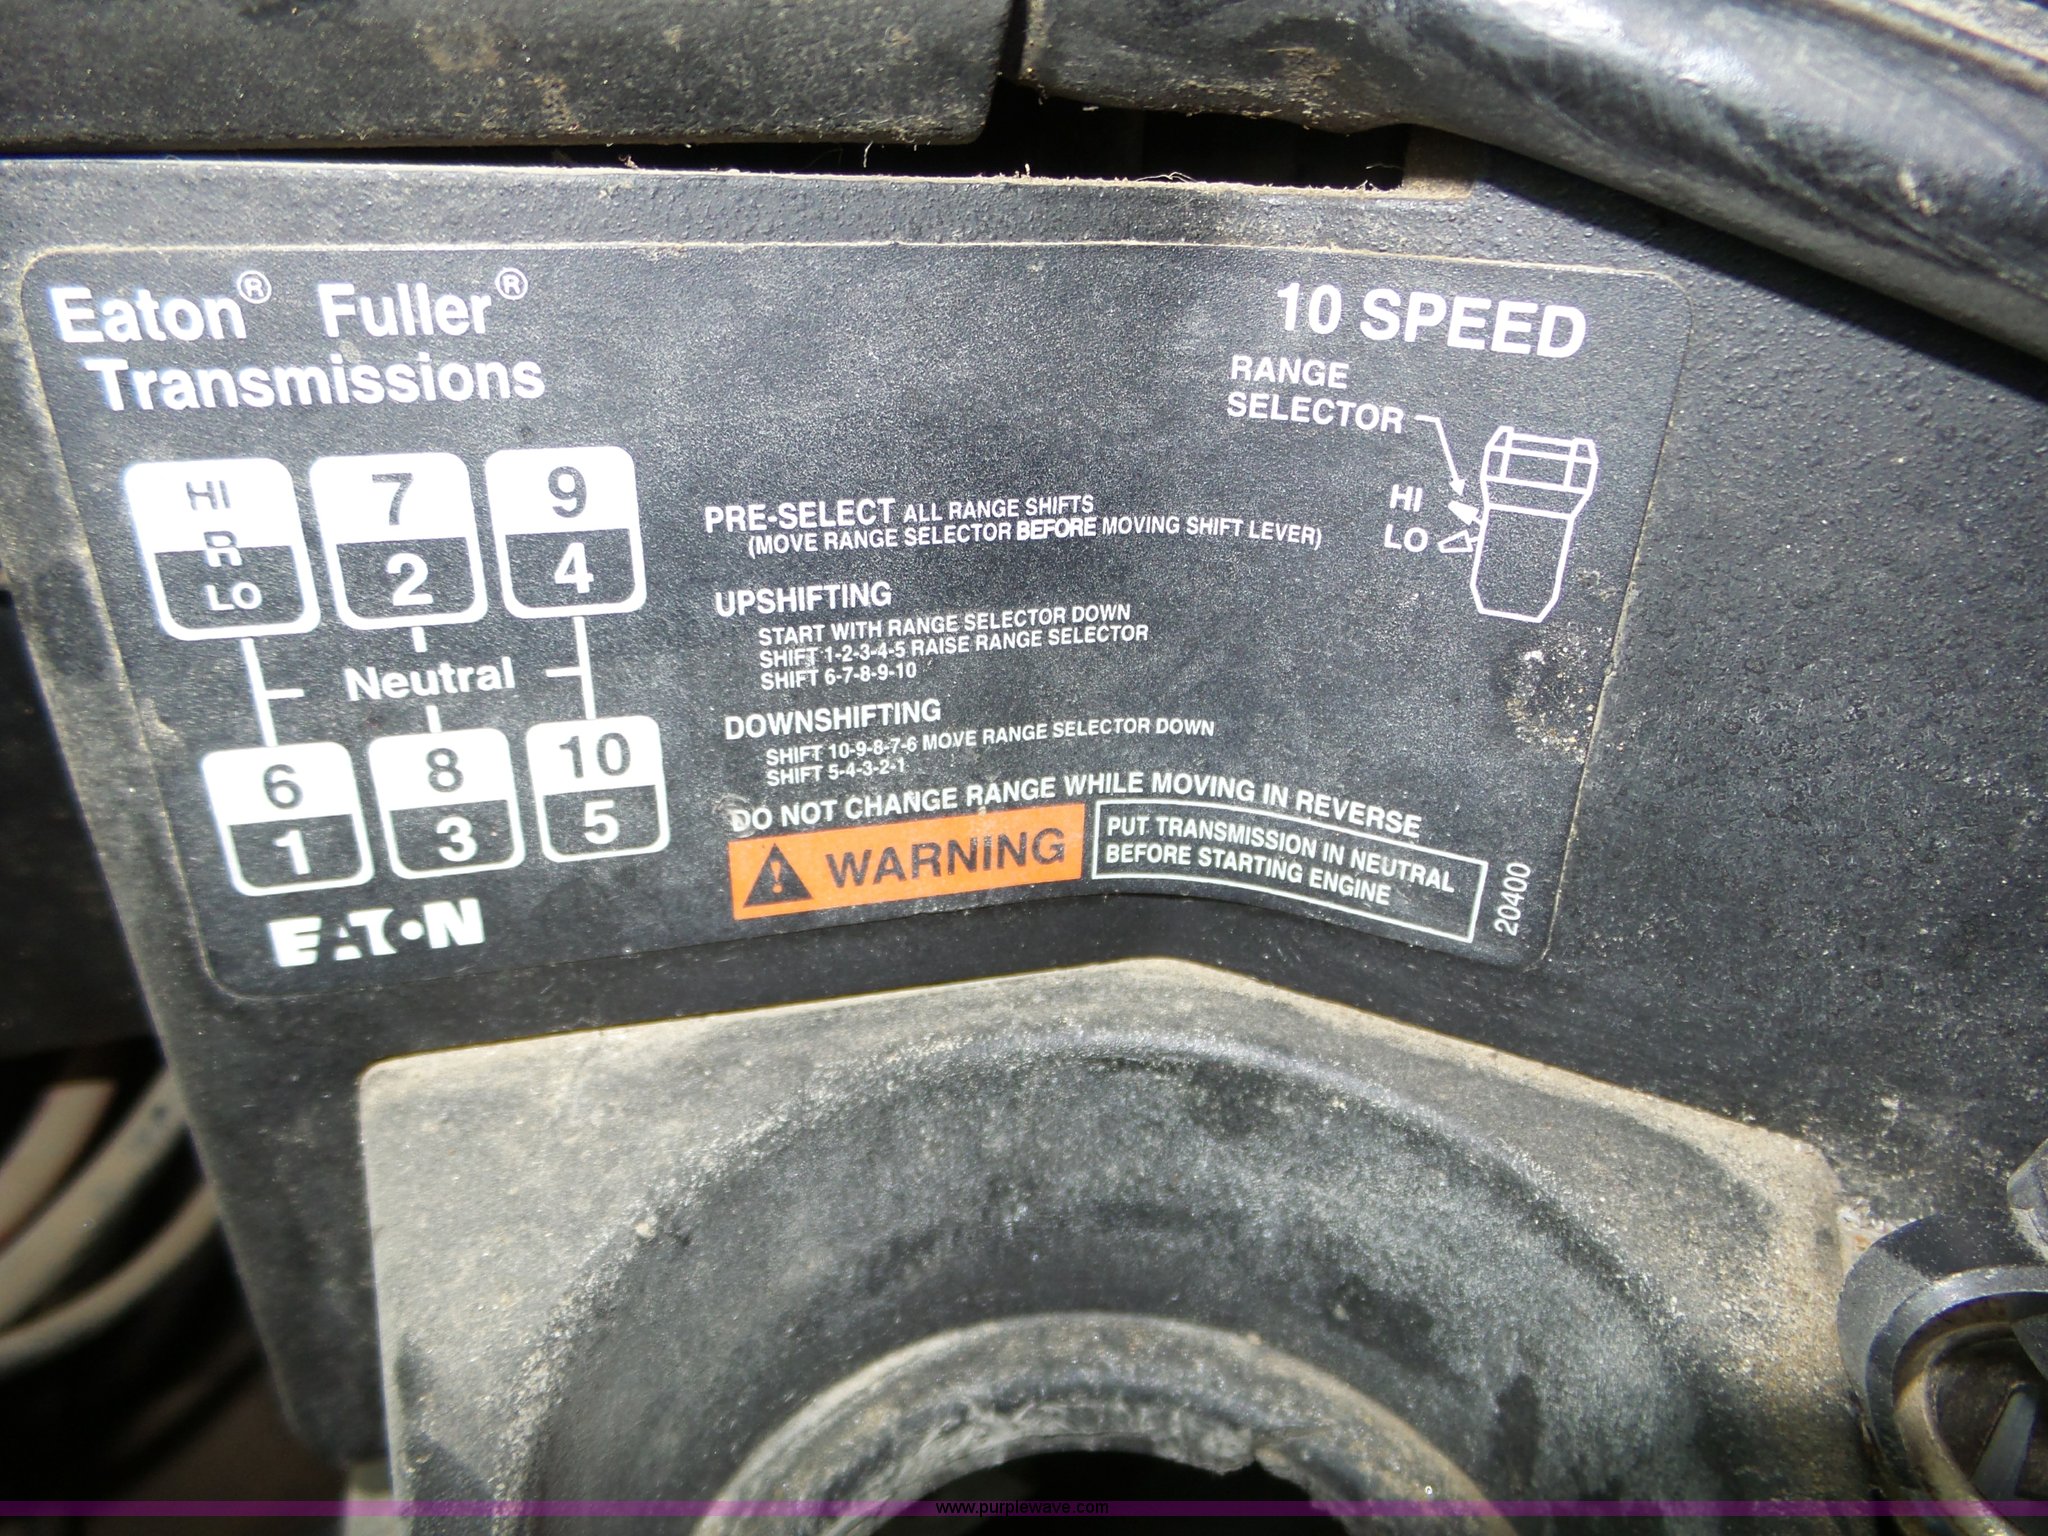 Eaton® Fuller®
Transmissions
10 SPEED
RANGE
SELECTOR
HI
LO
HI
R
LO
7
2
9
4
Neutral
6
1
8
3
10
5
EATON
PRE-SELECT ALL RANGE SHIFTS
(MOVE RANGE SELECTOR BEFORE MOVING SHIFT LEVER)
UPSHIFTING
START WITH RANGE SELECTOR DOWN
SHIFT 1-2-3-4-5 RAISE RANGE SELECTOR
SHIFT 6-7-8-9-10
DOWNSHIFTING
SHIFT 10-9-8-7-6 MOVE RANGE SELECTOR DOWN
SHIFT 5-4-3-2-1
DO NOT CHANGE RANGE WHILE MOVING IN REVERSE
WARNING
PUT TRANSMISSION IN NEUTRAL
BEFORE STARTING ENGINE
20400
www.purplewave.com